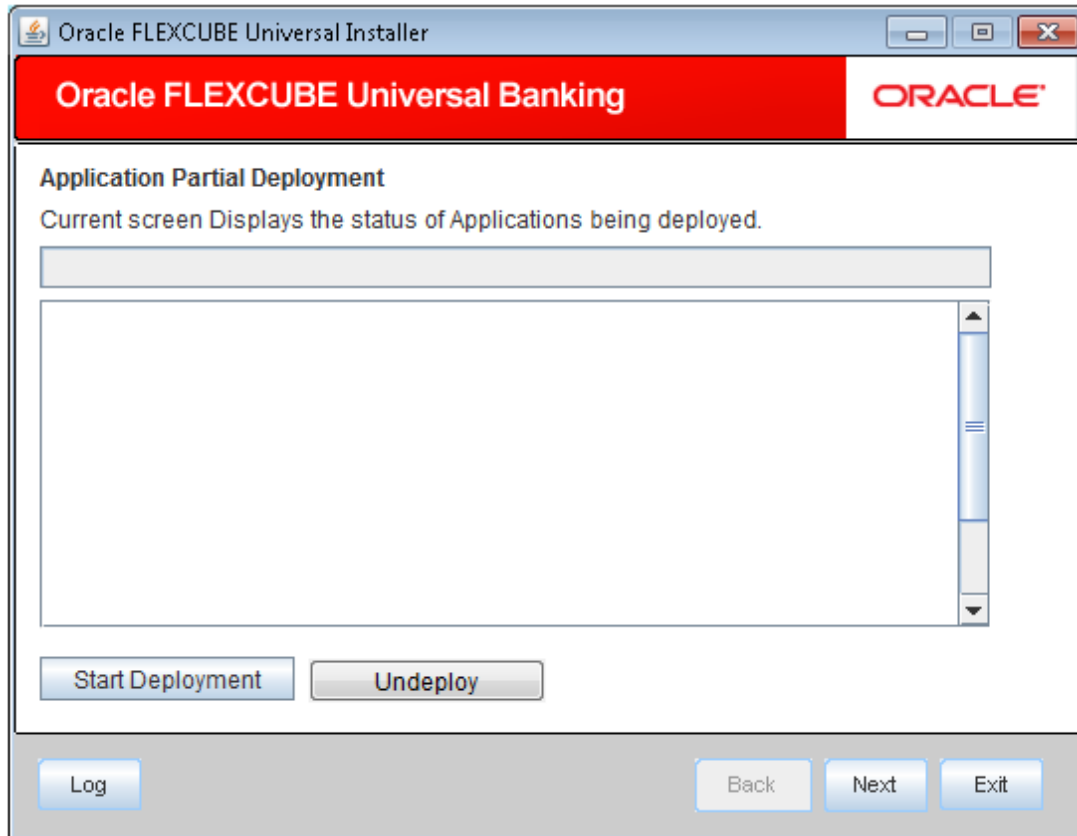 Oracle FLEXCUBE Universal Installer
Oracle FLEXCUBE Universal Banking
ORACLE
Application Partial Deployment
Current screen Displays the status of Applications being deployed.
Start Deployment
Undeploy
Log
Back
Next
Exit